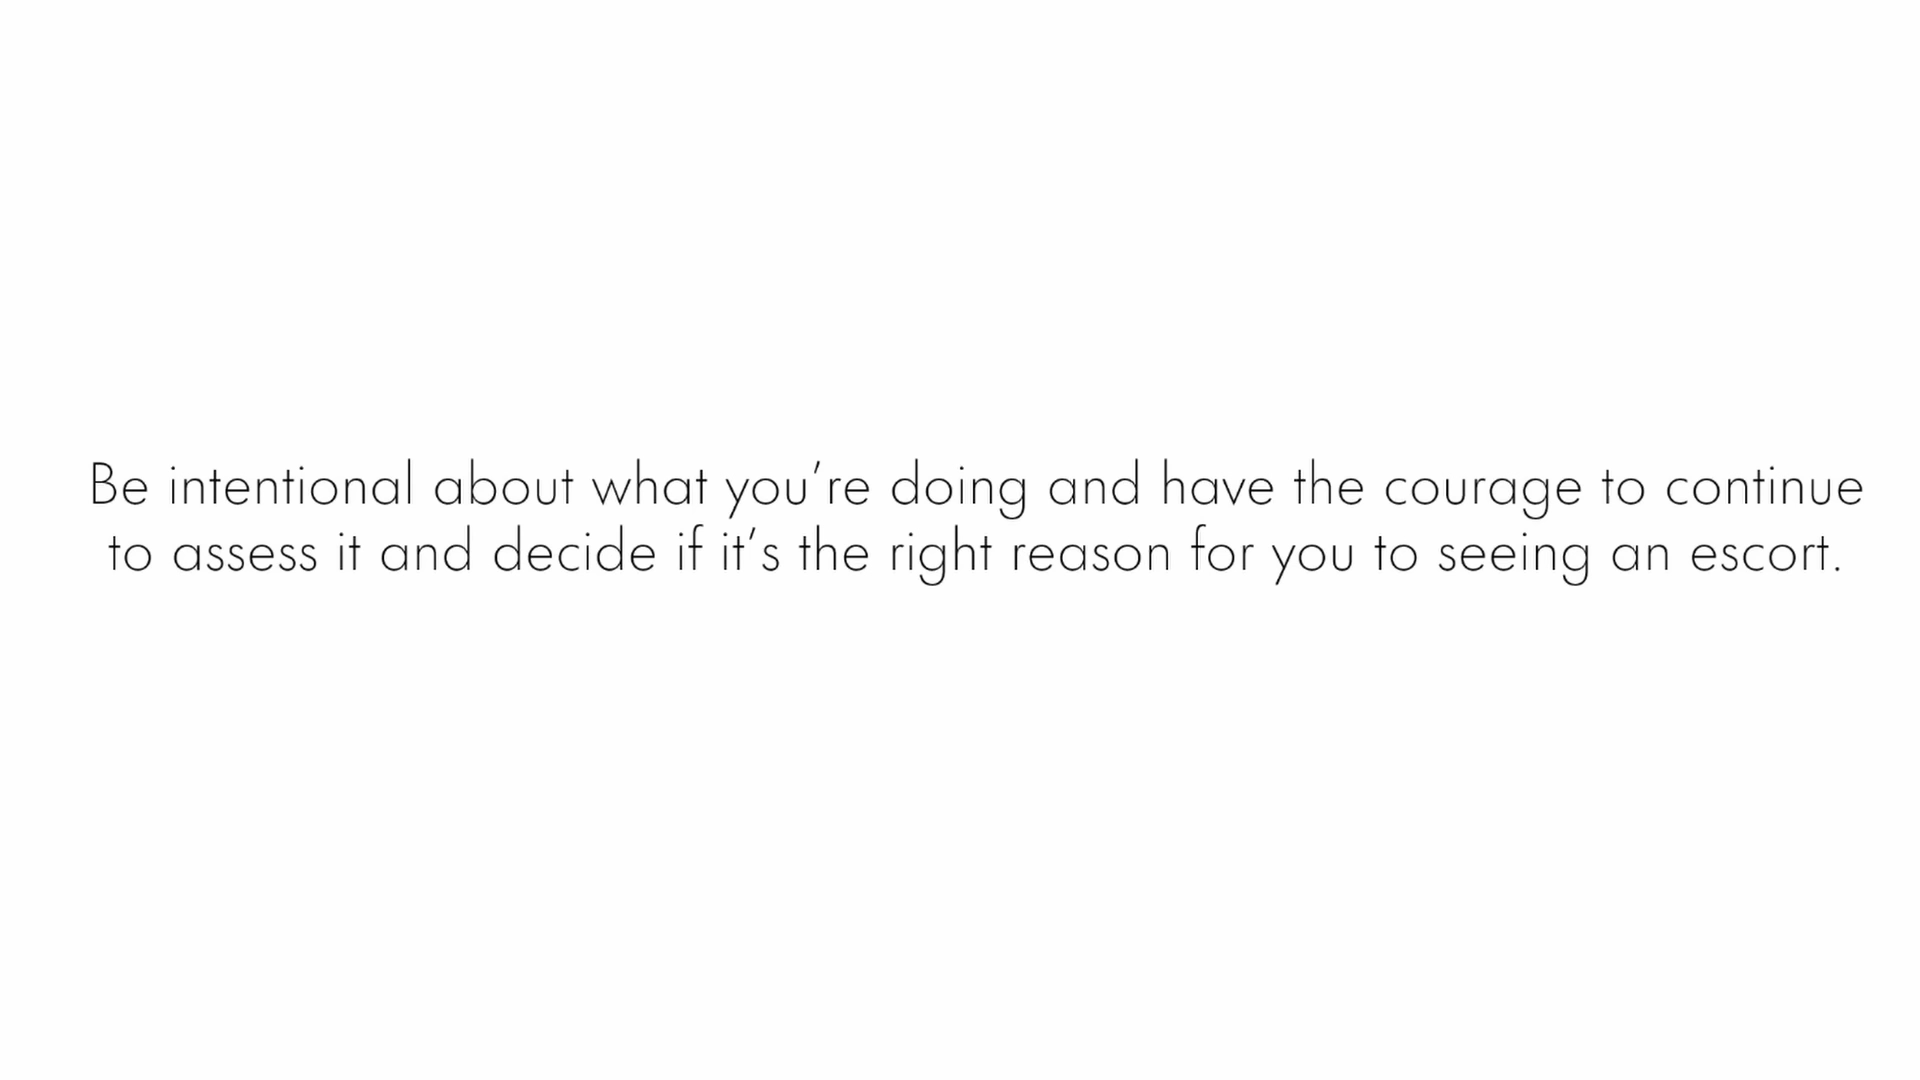 Be intentional about what you’re doing and have the courage to continue
to assess it and decide if it’s the right reason for you to seeing an escort.